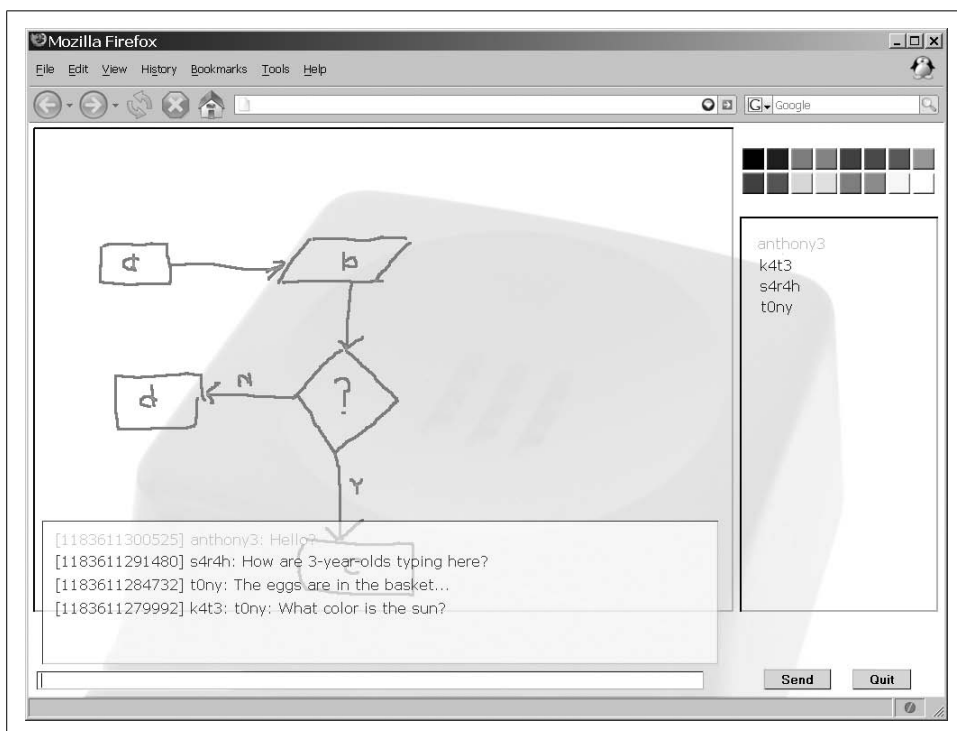 Mozilla Firefox
File Edit View History Bookmarks Tools Help
G Google
a
b
?
N
d
Y
c
anthony3
k4t3
s4r4h
t0ny
[1183611300525] anthony3: Hello?
[1183611291480] s4r4h: How are 3-year-olds typing here?
[1183611284732] t0ny: The eggs are in the basket...
[1183611279992] k4t3: t0ny: What color is the sun?
Send Quit